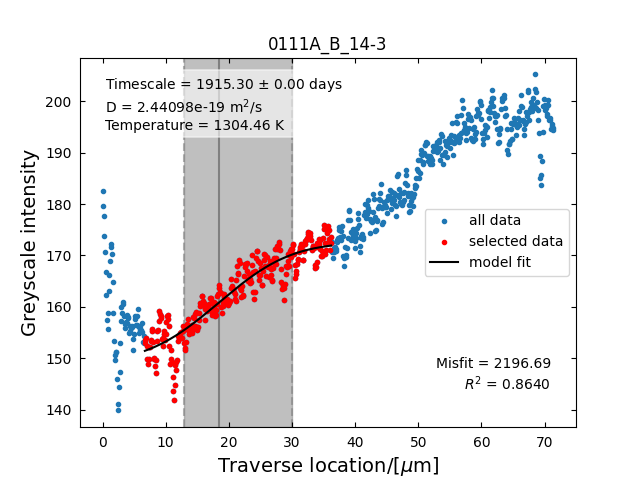 0111A_B_14-3
Timescale = 1915.30 ± 0.00 days
D = 2.44098e-19 m²/s
Temperature = 1304.46 K
200
190
180
170
160
150
140
Greyscale intensity
all data
selected data
model fit
Misfit = 2196.69
R² = 0.8640
0 10 20 30 40 50 60 70
Traverse location/[μm]